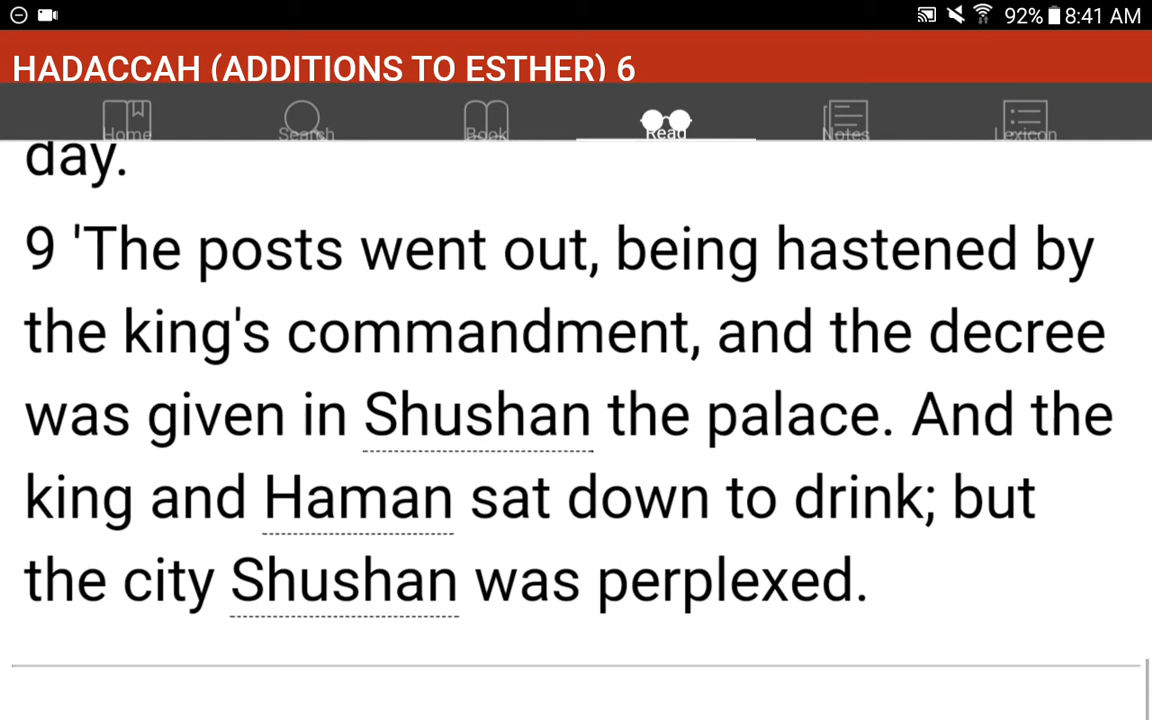 92% 8:41 AM
HADACCAH (ADDITIONS TO ESTHER) 6
Home Search Book Read Notes Lexicon
day.
9 'The posts went out, being hastened by
the king's commandment, and the decree
was given in Shushan the palace. And the
king and Haman sat down to drink; but
the city Shushan was perplexed.